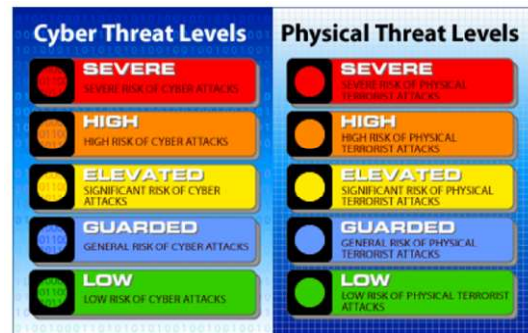 Cyber Threat Levels
SEVERE
SEVERE RISK OF CYBER ATTACKS
HIGH
HIGH RISK OF CYBER ATTACKS
ELEVATED
SIGNIFICANT RISK OF CYBER
ATTACKS
GUARDED
GENERAL RISK OF CYBER ATTACKS
LOW
LOW RISK OF CYBER ATTACKS
Physical Threat Levels
SEVERE
SEVERE RISK OF PHYSICAL
TERRORIST ATTACKS
HIGH
HIGH RISK OF PHYSICAL
TERRORIST ATTACKS
ELEVATED
SIGNIFICANT RISK OF PHYSICAL
TERRORIST ATTACKS
GUARDED
GENERAL RISK OF PHYSICAL
TERRORIST ATTACKS
LOW
LOW RISK OF PHYSICAL TERRORIST
ATTACKS